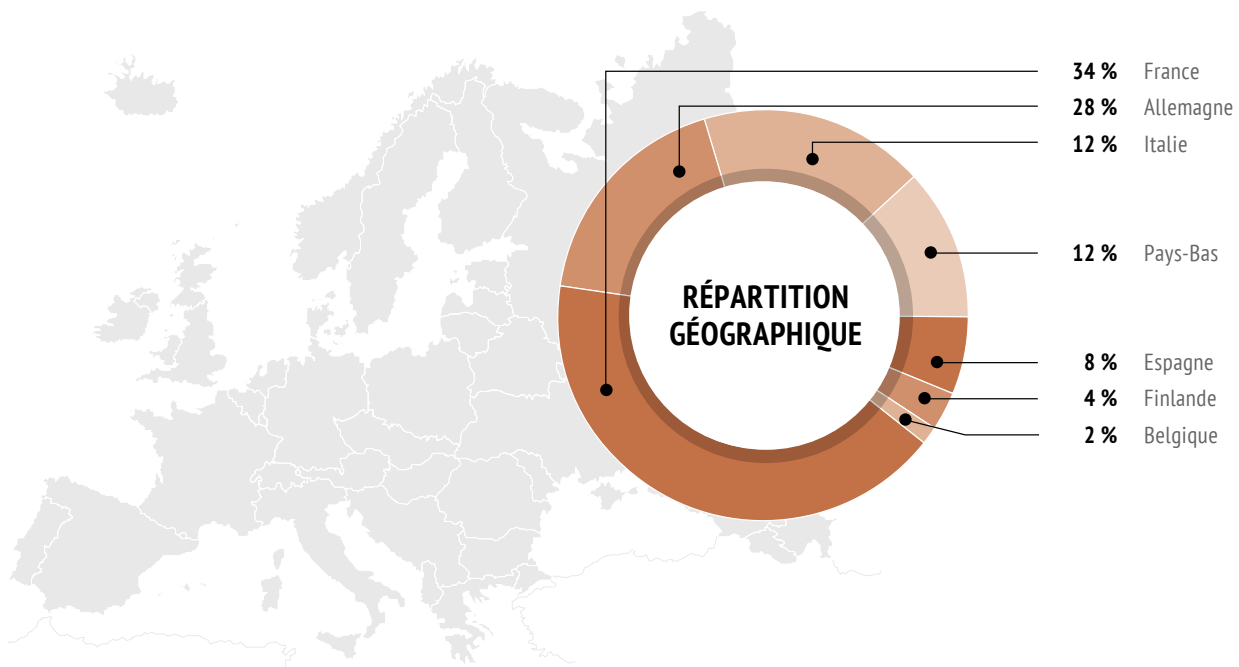 34 % France
28 % Allemagne
12 % Italie
12 % Pays-Bas
RÉPARTITION
GÉOGRAPHIQUE
8 % Espagne
4 % Finlande
2 % Belgique